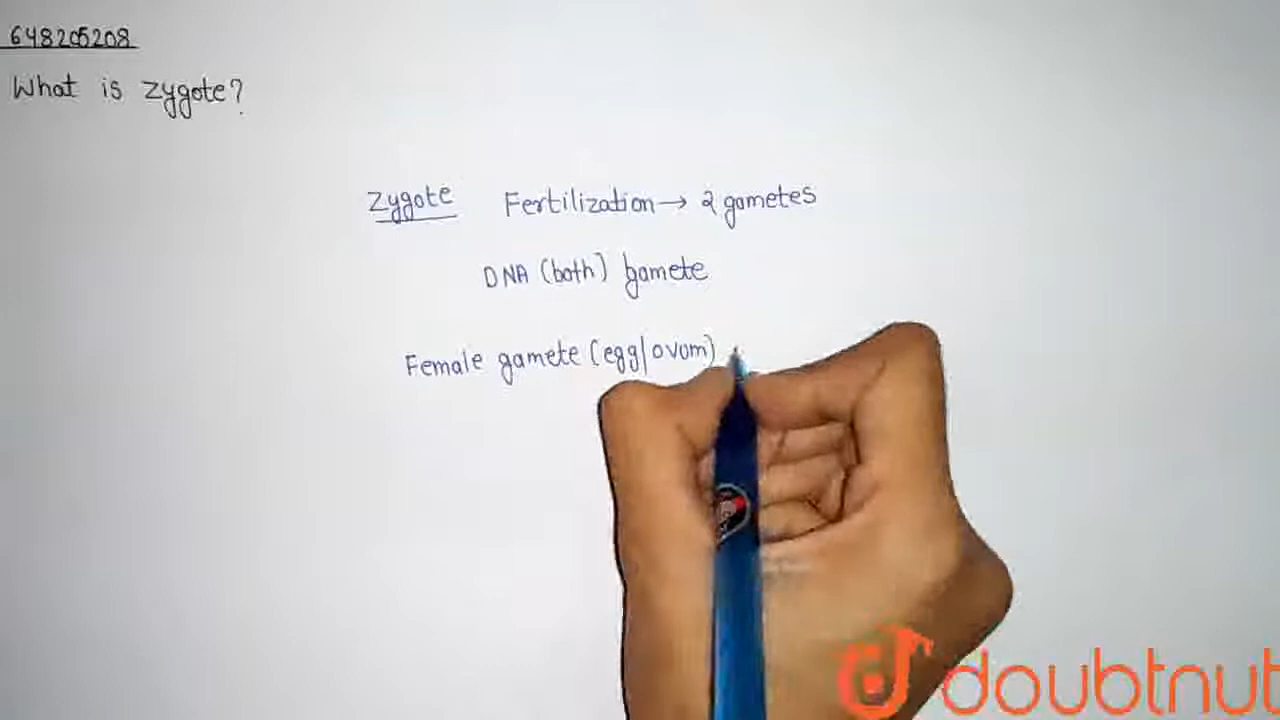 648205208
What is zygote?
Zygote Fertilization → 2 gametes
DNA (both) gamete
Female gamete (egg/ovum)
doubtnut